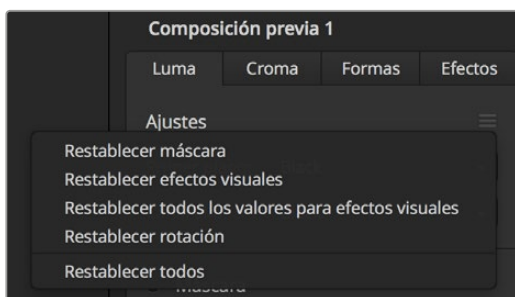 Composición previa 1
Luma Croma Formas Efectos
Ajustes
Restablecer máscara
Restablecer efectos visuales
Restablecer todos los valores para efectos visuales
Restablecer rotación
Restablecer todos
Máscara